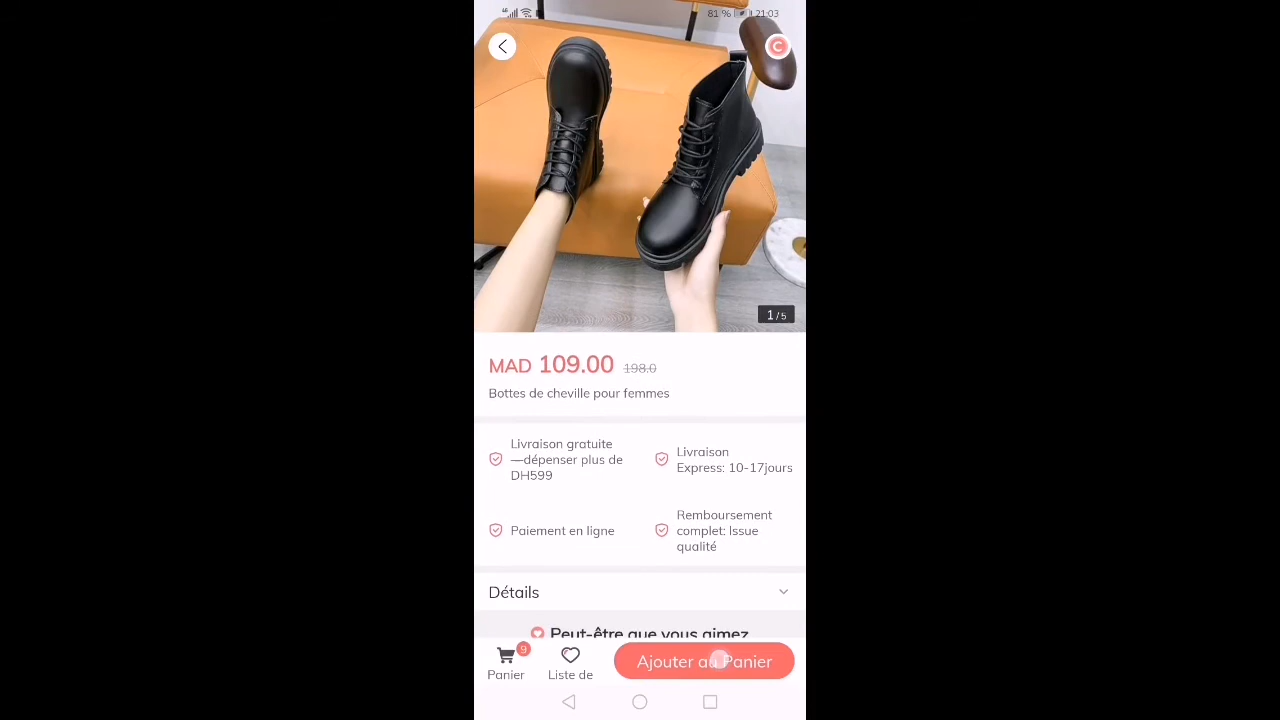 81 % 21:03
C
1 / 5
MAD 109.00 198.0
Bottes de cheville pour femmes
Livraison gratuite
—dépenser plus de
DH599
Livraison
Express: 10-17jours
Paiement en ligne
Remboursement
complet: Issue
qualité
Détails
Peut-être que vous aimez
9
Panier
Liste de
Ajouter au Panier